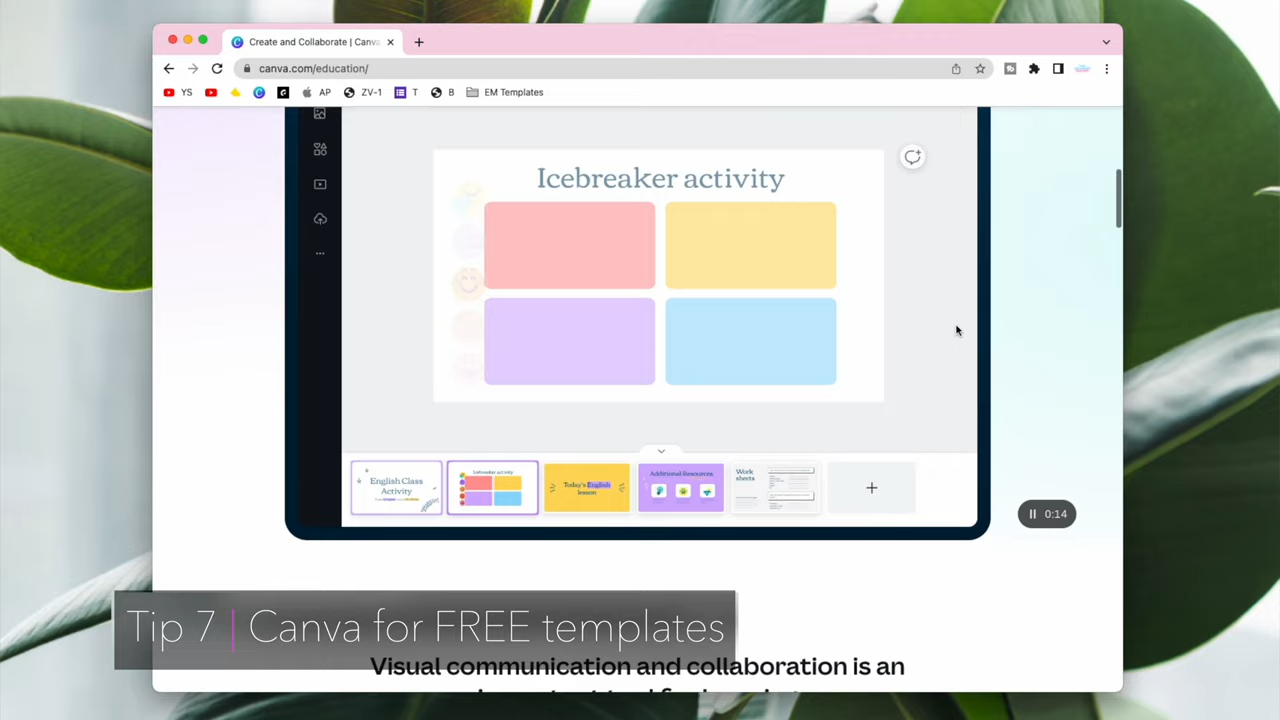 Create and Collaborate | Canva
canva.com/education/
YS
AP
ZV-1
T
B
EM Templates
Icebreaker activity
English Class
Activity
Icebreaker activity
Today's English
lesson
Additional Resources
Work
sheets
0:14
Tip 7 | Canva for FREE templates
Visual communication and collaboration is an